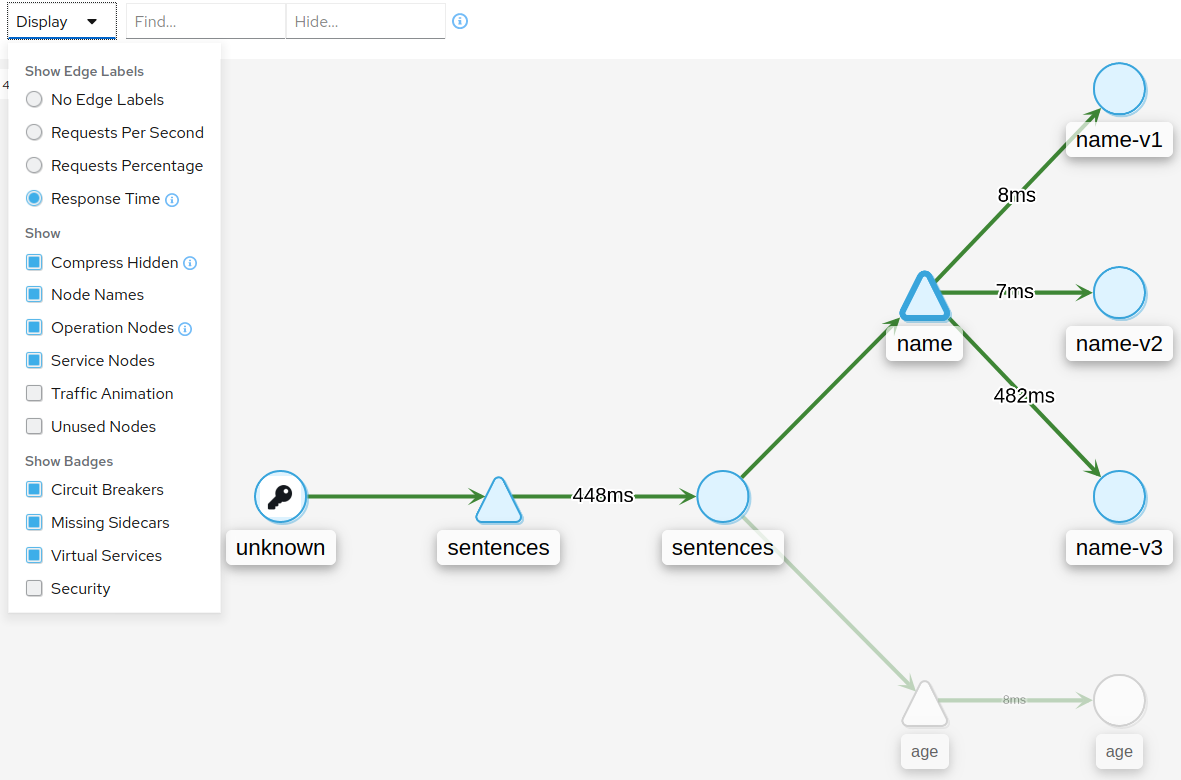 Display
Find...
Hide...
4
Show Edge Labels
No Edge Labels
Requests Per Second
Requests Percentage
Response Time
Show
Compress Hidden
Node Names
Operation Nodes
Service Nodes
Traffic Animation
Unused Nodes
Show Badges
Circuit Breakers
Missing Sidecars
Virtual Services
Security
name-v1
8ms
7ms
name
name-v2
482ms
448ms
unknown
sentences
sentences
name-v3
8ms
age
age